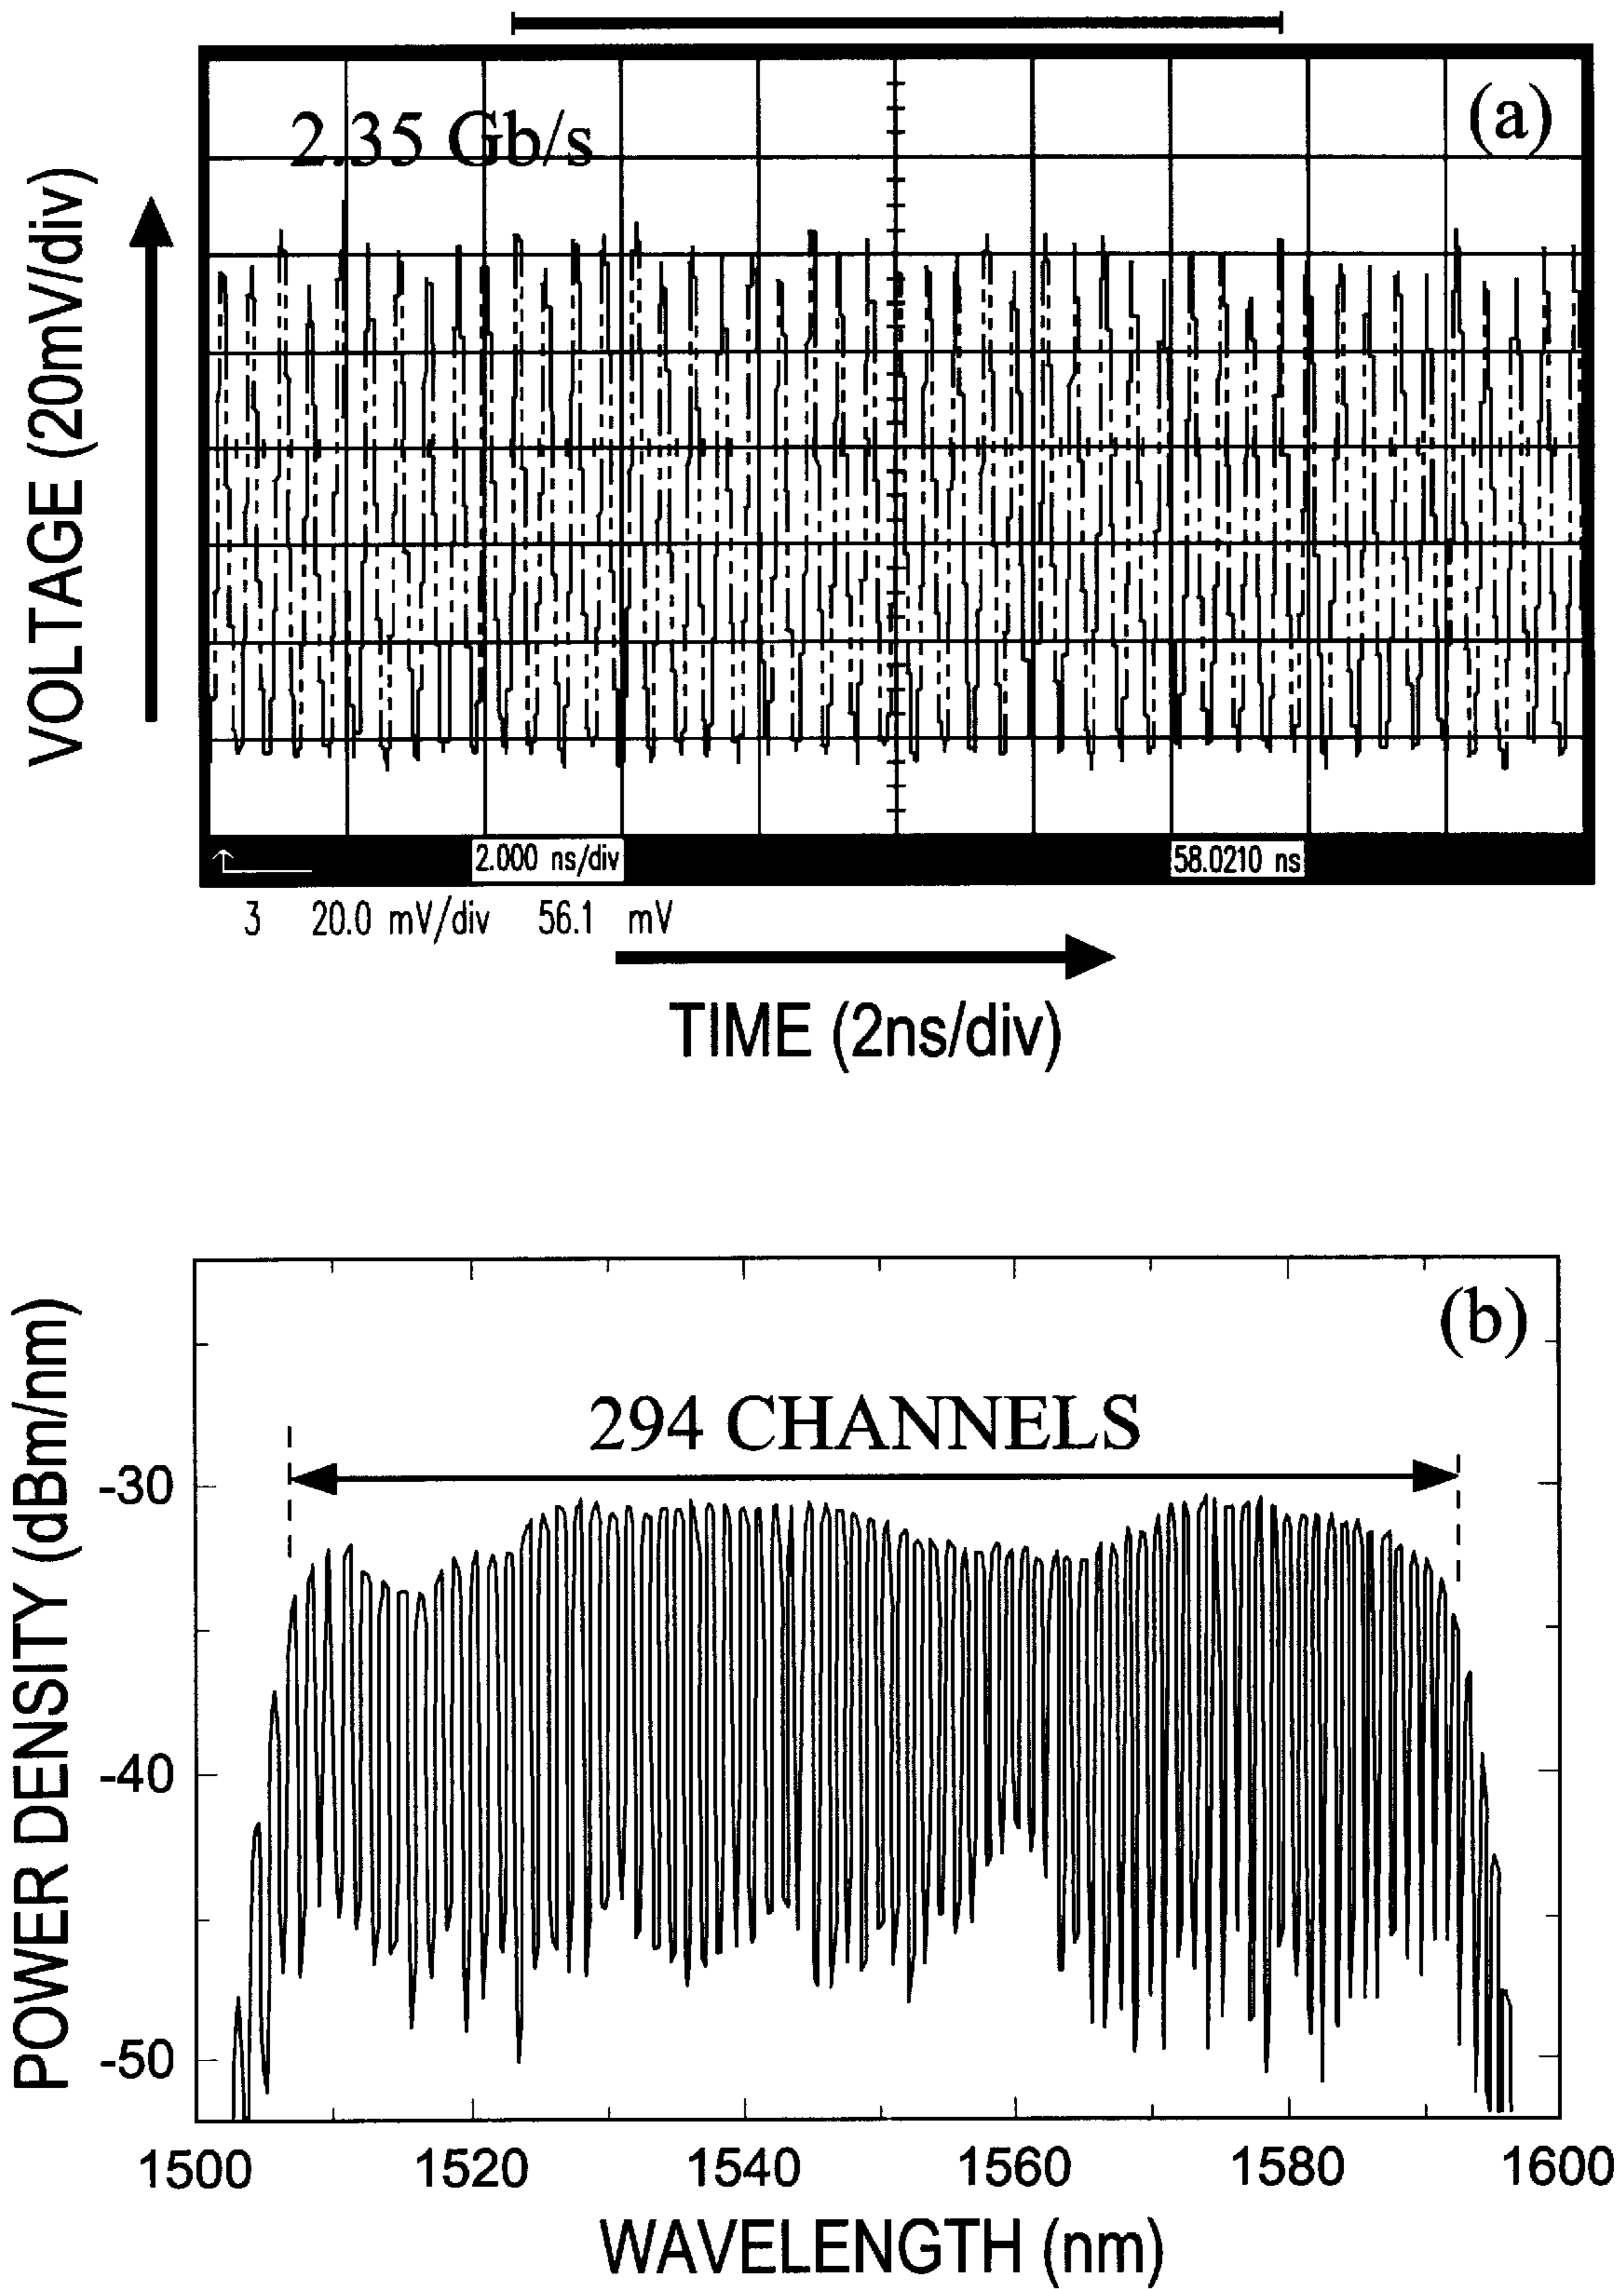 (a)
2.35 Gb/s
VOLTAGE (20mV/div)
2.000 ns/div
58.0210 ns
3 20.0 mV/div 56.1 mV
TIME (2ns/div)
(b)
294 CHANNELS
POWER DENSITY (dBm/nm)
-30
-40
-50
1500 1520 1540 1560 1580 1600
WAVELENGTH (nm)